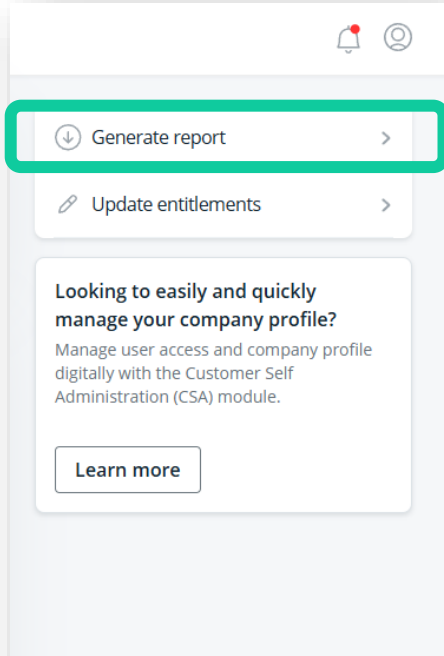 Generate report
Update entitlements
Looking to easily and quickly
manage your company profile?
Manage user access and company profile
digitally with the Customer Self
Administration (CSA) module.
Learn more